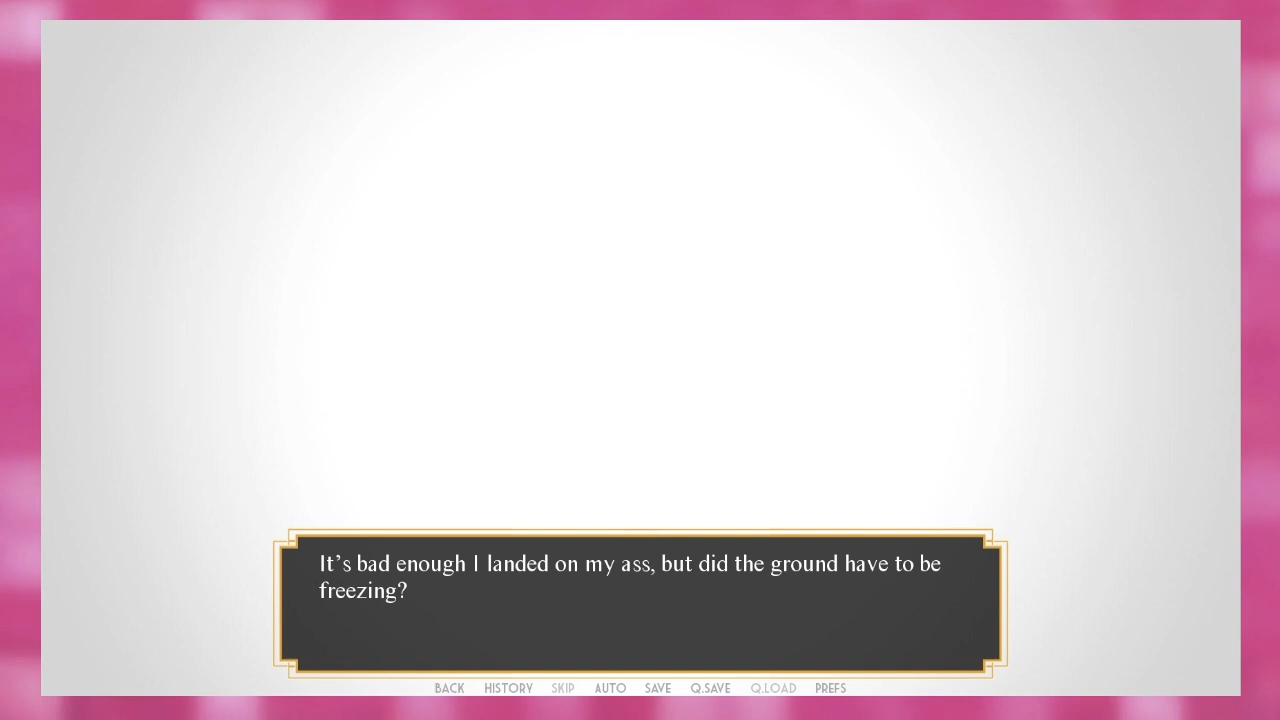 It’s bad enough I landed on my ass, but did the ground have to be
freezing?
BACK HISTORY SKIP AUTO SAVE Q.SAVE Q.LOAD PREFS